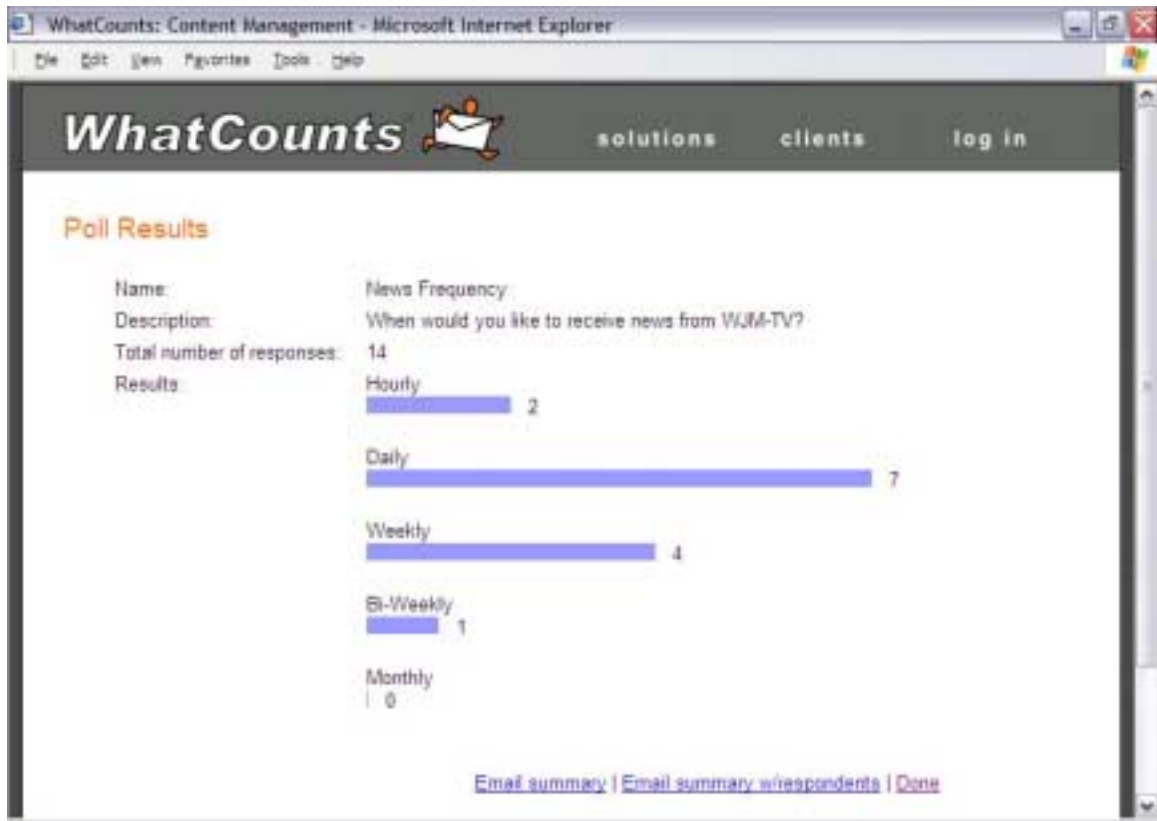 WhatCounts: Content Management - Microsoft Internet Explorer
File Edit View Favorites Tools Help
WhatCounts solutions clients log in
Poll Results
Name: News Frequency
Description: When would you like to receive news from WJM-TV?
Total number of responses: 14
Results: Hourly
2
Daily
7
Weekly
4
Bi-Weekly
1
Monthly
0
Email summary | Email summary w/respondents | Done